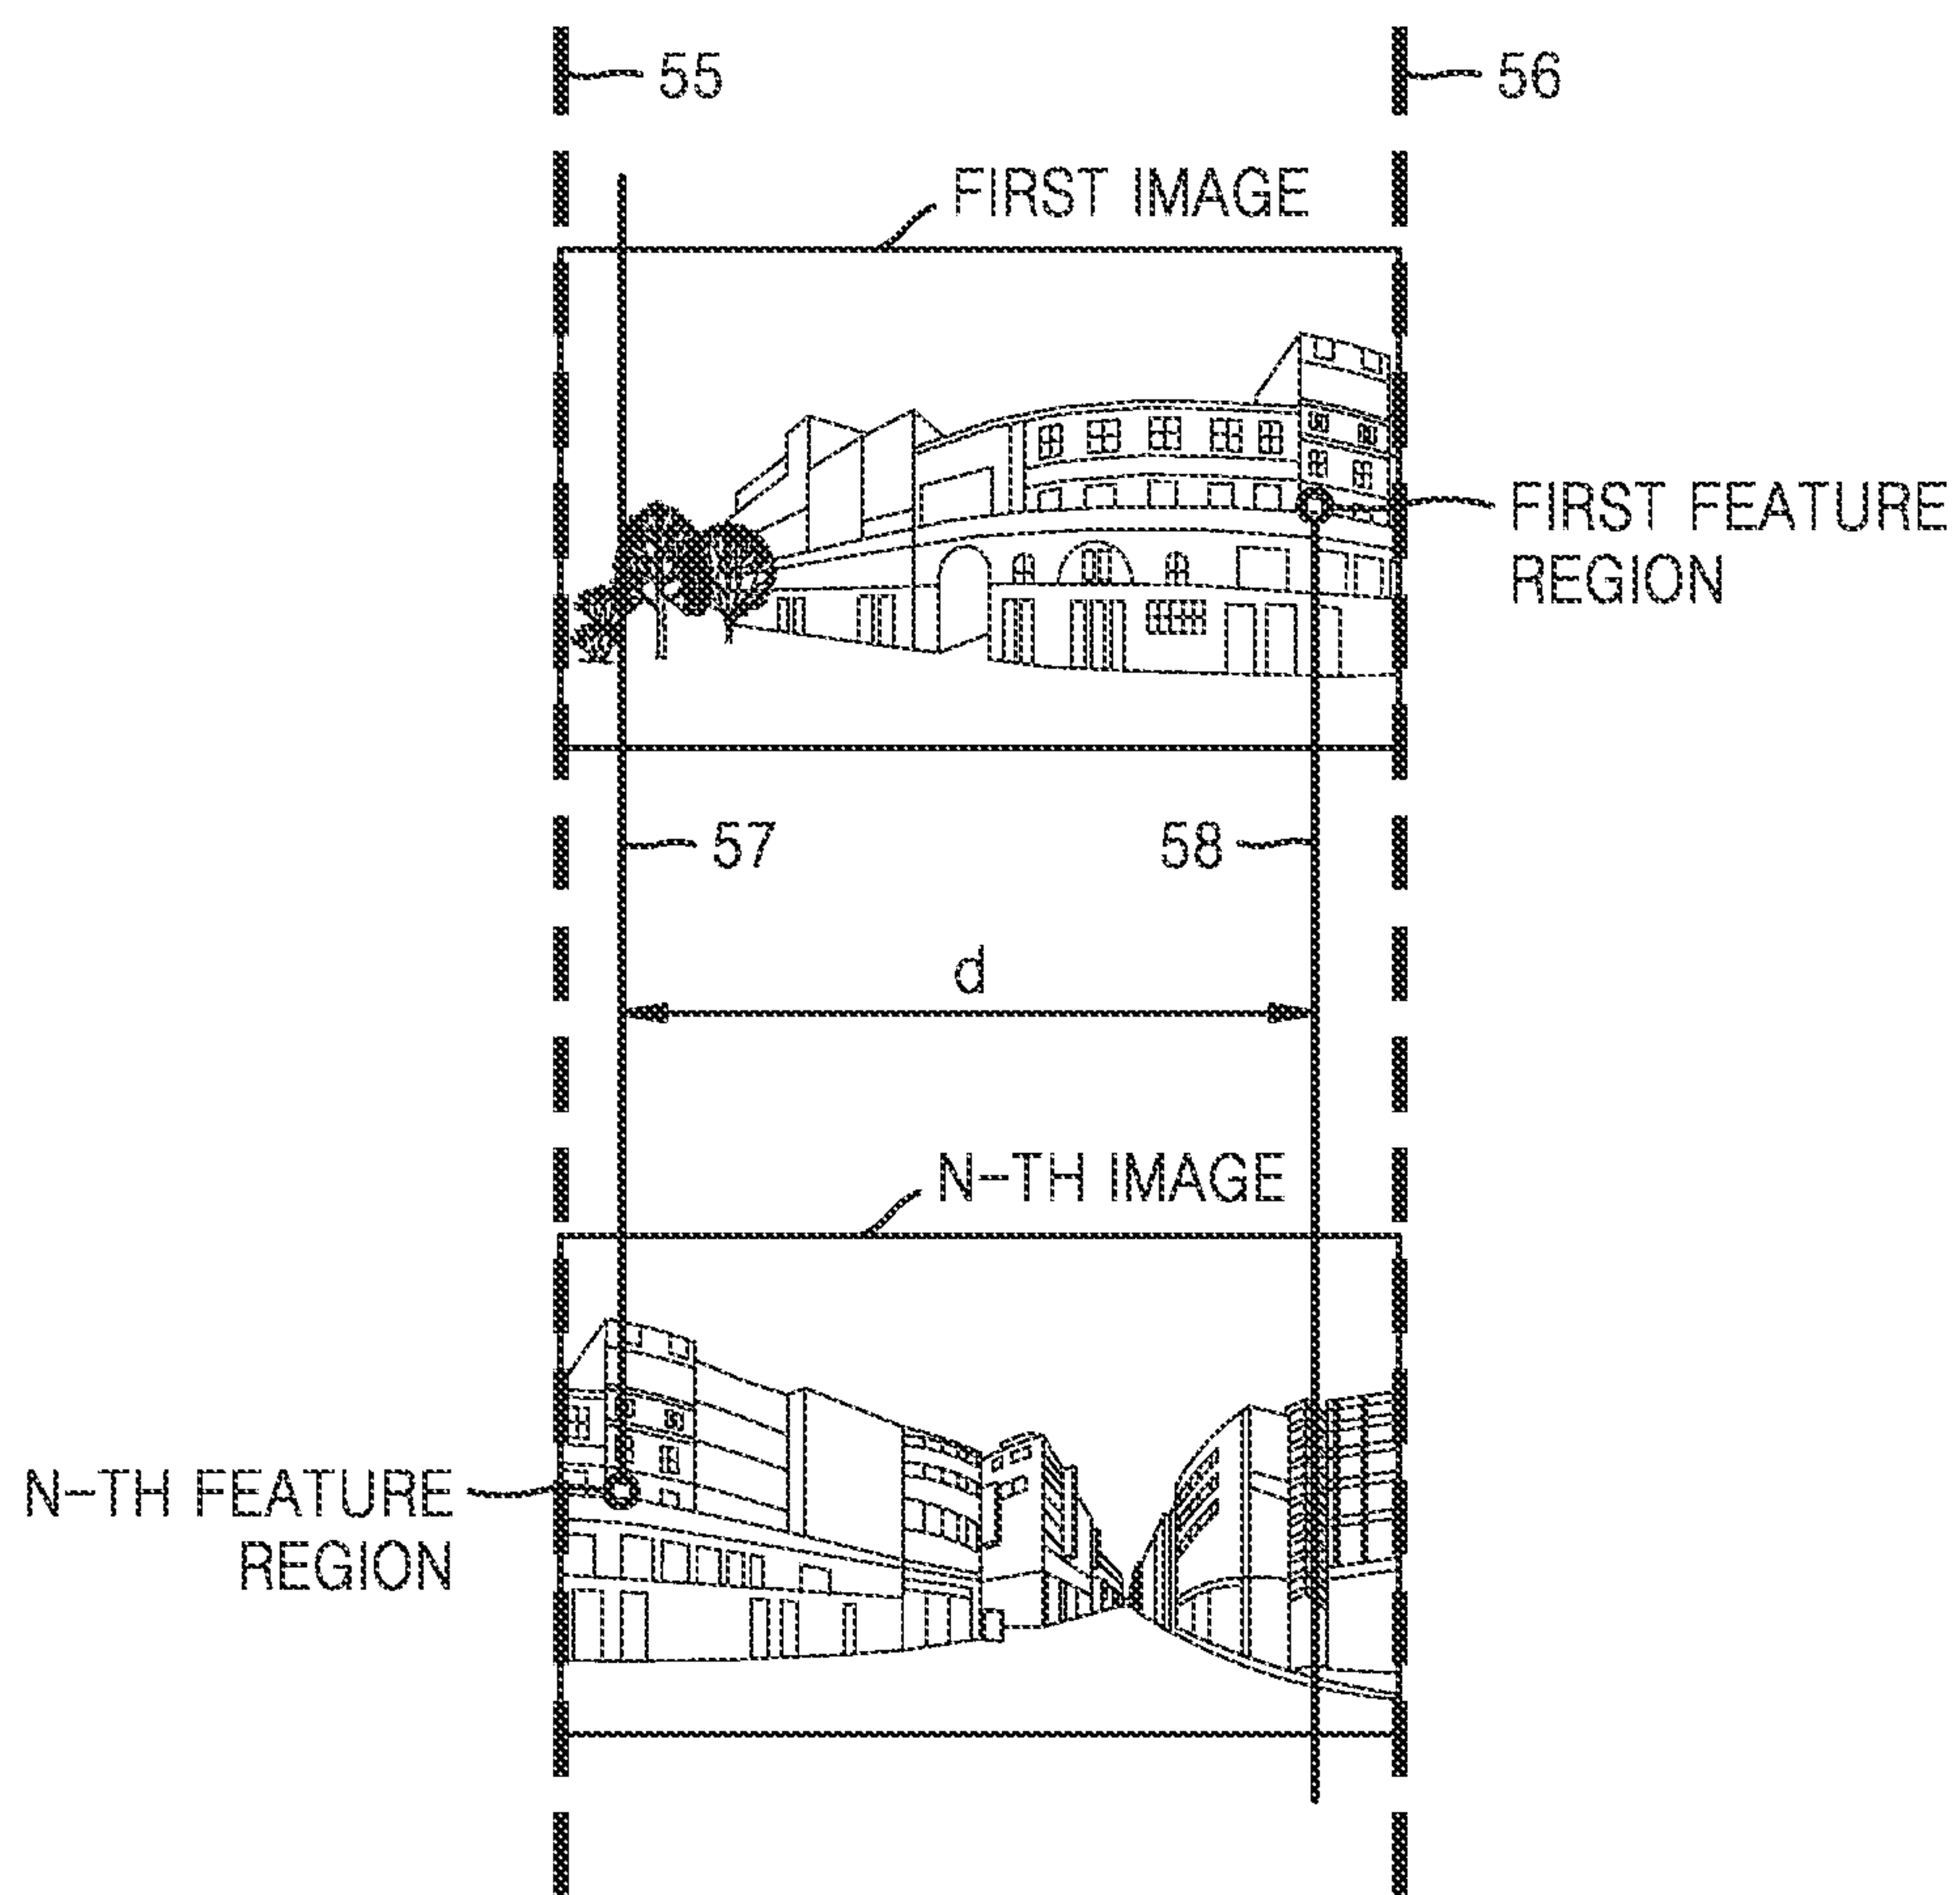 55
56
FIRST IMAGE
FIRST FEATURE
REGION
57
58
d
N-TH IMAGE
N-TH FEATURE
REGION